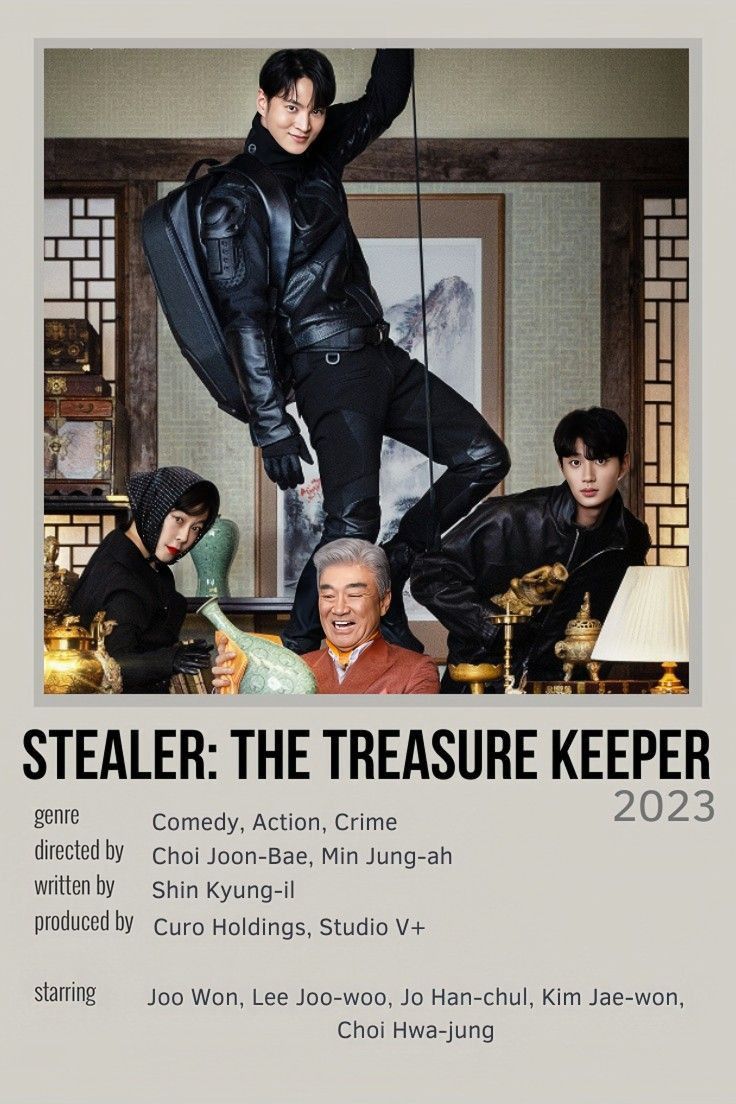 STEALER: THE TREASURE KEEPER
2023
genre Comedy, Action, Crime
directed by Choi Joon-Bae, Min Jung-ah
written by Shin Kyung-il
produced by Curo Holdings, Studio V+
starring Joo Won, Lee Joo-woo, Jo Han-chul, Kim Jae-won,
Choi Hwa-jung